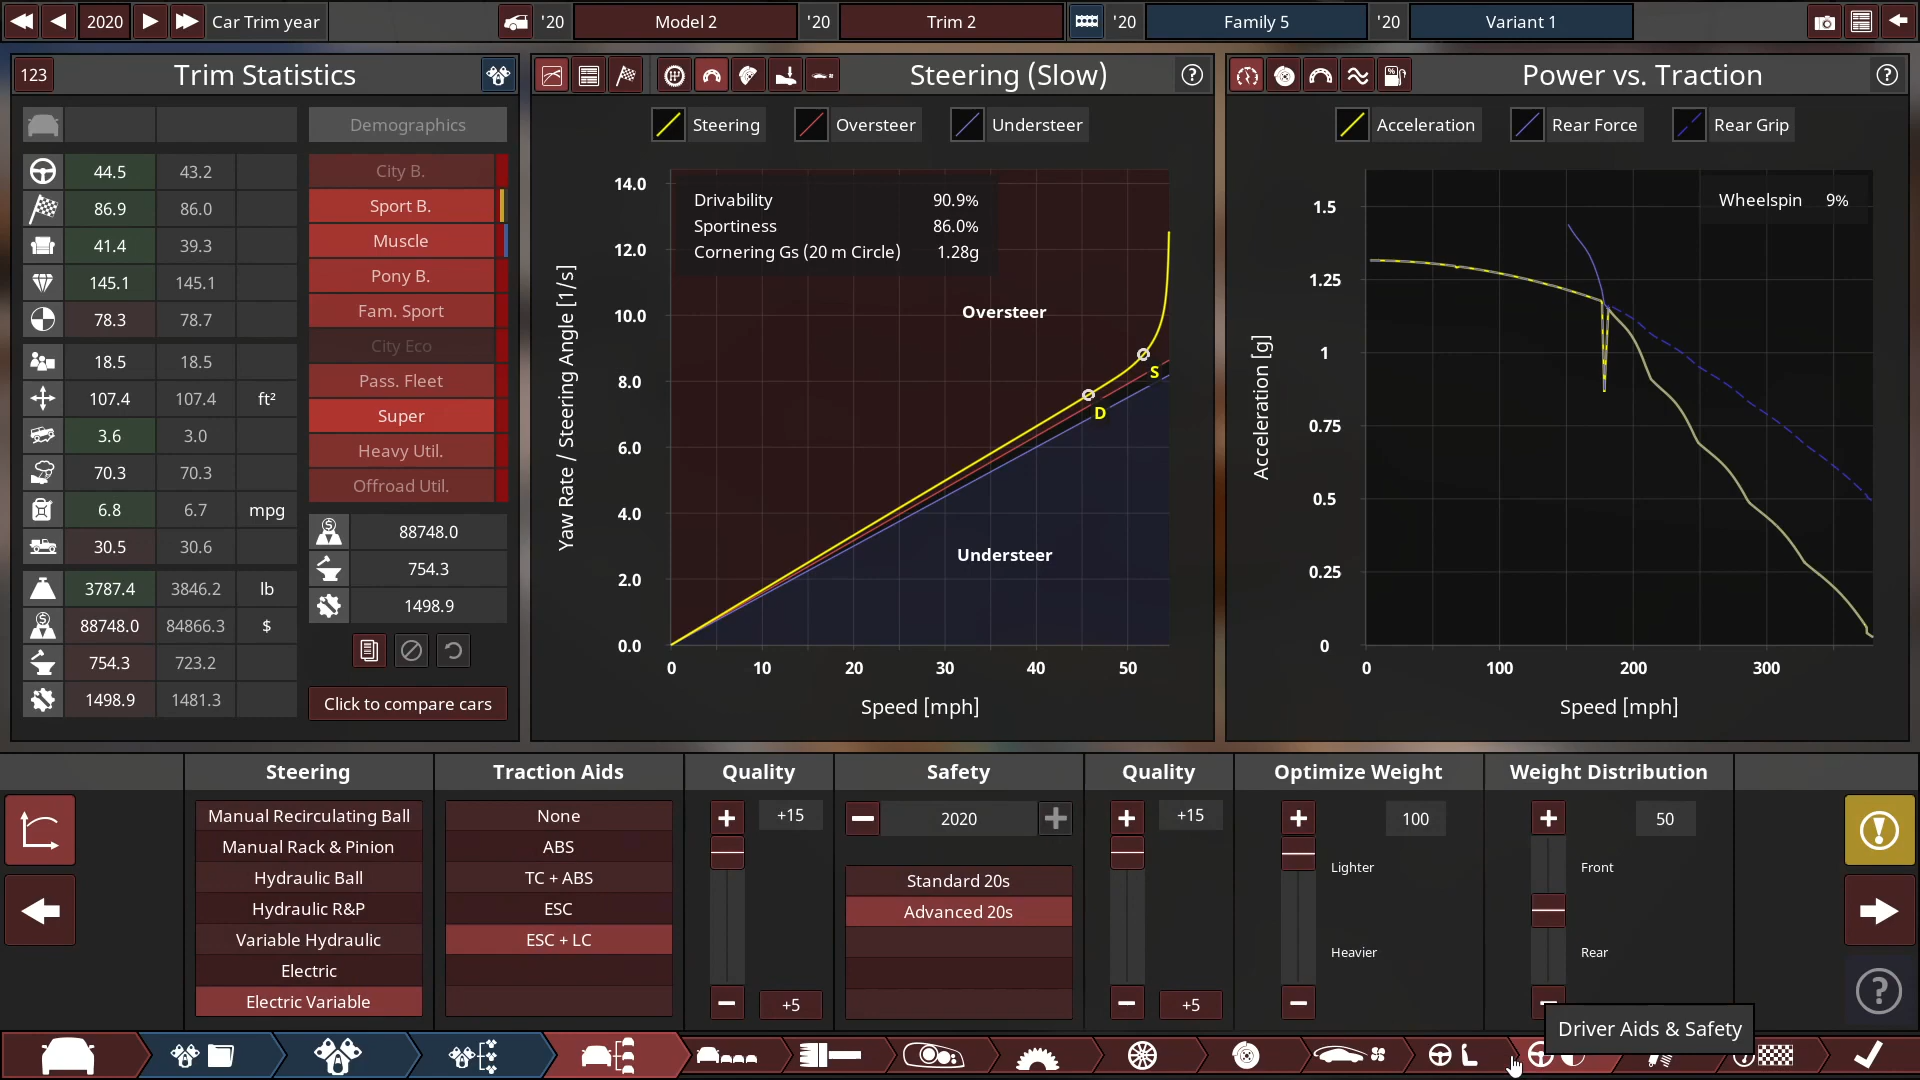 2020
Car Trim year
'20
Model 2
'20
Trim 2
'20
Family 5
'20
Variant 1
123
Trim Statistics
Demographics
44.5 43.2
86.9 86.0
41.4 39.3
145.1 145.1
78.3 78.7
18.5 18.5
107.4 107.4 ft²
3.6 3.0
70.3 70.3
6.8 6.7 mpg
30.5 30.6
3787.4 3846.2 lb
88748.0 84866.3 $
754.3 723.2
1498.9 1481.3
City B.
Sport B.
Muscle
Pony B.
Fam. Sport
City Eco
Pass. Fleet
Super
Heavy Util.
Offroad Util.
88748.0
754.3
1498.9
Click to compare cars
Steering (Slow)
Steering
Oversteer
Understeer
Drivability 90.9%
Sportiness 86.0%
Cornering Gs (20 m Circle) 1.28g
14.0
12.0
10.0
8.0
6.0
4.0
2.0
0.0
Yaw Rate / Steering Angle [1/s]
Oversteer
Understeer
S
D
0 10 20 30 40 50
Speed [mph]
Power vs. Traction
Acceleration
Rear Force
Rear Grip
Wheelspin 9%
1.5
1.25
1
0.75
0.5
0.25
0
Acceleration [g]
0 100 200 300
Speed [mph]
Steering
Manual Recirculating Ball
Manual Rack & Pinion
Hydraulic Ball
Hydraulic R&P
Variable Hydraulic
Electric
Electric Variable
Traction Aids
None
ABS
TC + ABS
ESC
ESC + LC
Quality
+15
+5
Safety
2020
Standard 20s
Advanced 20s
Quality
+15
+5
Optimize Weight
100
Lighter
Heavier
Weight Distribution
50
Front
Rear
Driver Aids & Safety